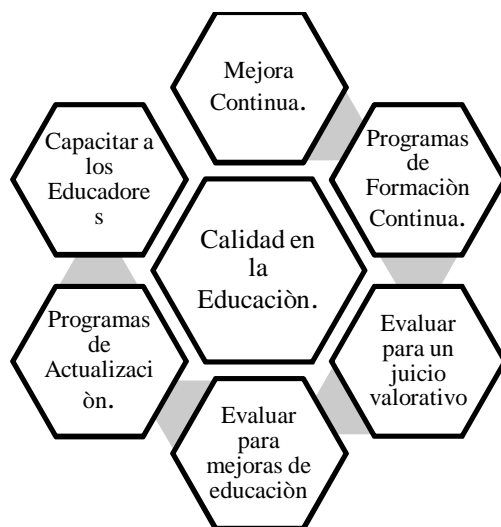 Mejora
Continua.
Programas
de
Formaciòn
Continua.
Evaluar
para un
juicio
valorativo
Evaluar
para
mejoras de
educaciòn
Programas
de
Actualizaci
òn.
Capacitar a
los
Educadore
s
Calidad en
la
Educaciòn.